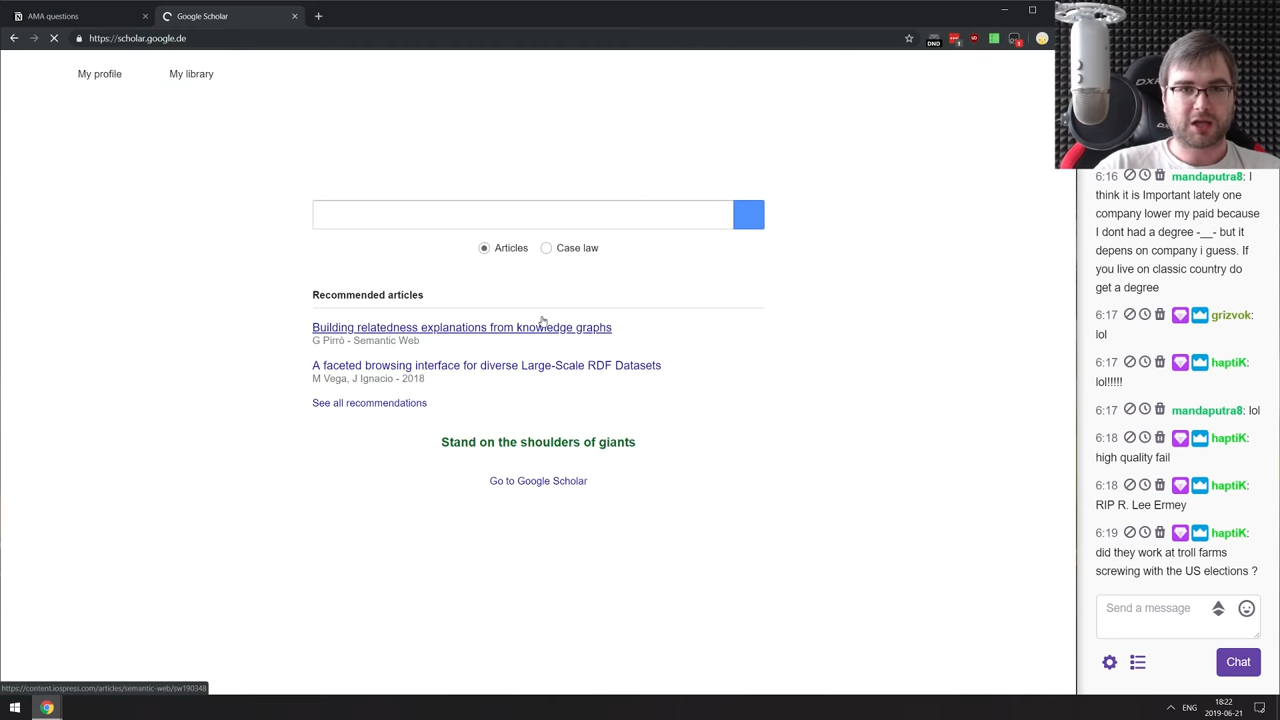 AMA questions
Google Scholar
https://scholar.google.de
DND
My profile
My library
Articles
Case law
Recommended articles
Building relatedness explanations from knowledge graphs
G Pirrò - Semantic Web
A faceted browsing interface for diverse Large-Scale RDF Datasets
M Vega, J Ignacio - 2018
See all recommendations
Stand on the shoulders of giants
Go to Google Scholar
https://content.iospress.com/articles/semantic-web/sw190348
6:16 mandaputra8: I
think it is Important lately one
company lower my paid because
I dont had a degree -__- but it
depens on company i guess. If
you live on classic country do
get a degree
6:17 grizvok:
lol
6:17 haptiK:
lol!!!!!
6:17 mandaputra8: lol
6:18 haptiK:
high quality fail
6:18 haptiK:
RIP R. Lee Ermey
6:19 haptiK:
did they work at troll farms
screwing with the US elections ?
Send a message
Chat
ENG
18:22
2019-06-21